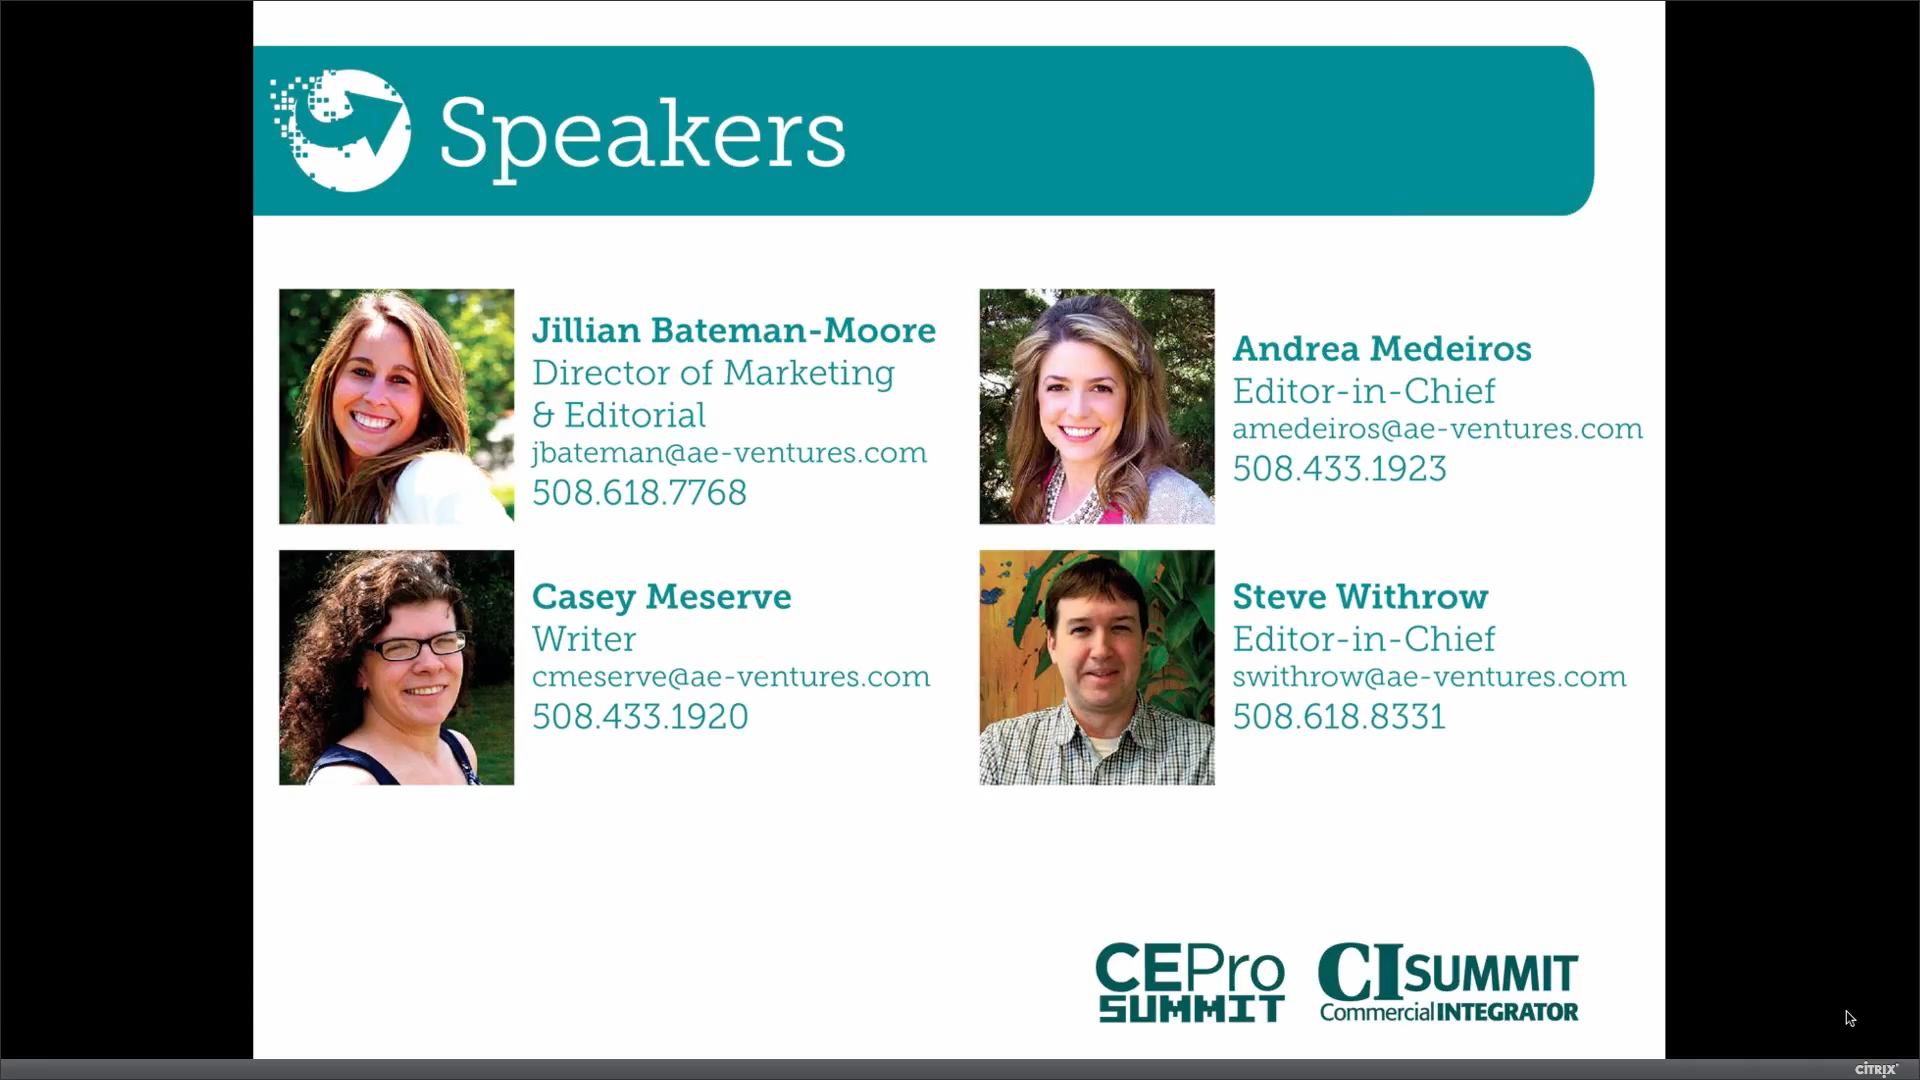 Speakers
Jillian Bateman-Moore
Director of Marketing
& Editorial
jbateman@ae-ventures.com
508.618.7768
Andrea Medeiros
Editor-in-Chief
amedeiros@ae-ventures.com
508.433.1923
Casey Meserve
Writer
cmeserve@ae-ventures.com
508.433.1920
Steve Withrow
Editor-in-Chief
swithrow@ae-ventures.com
508.618.8331
CEPro
SUMMIT
CI SUMMIT
Commercial INTEGRATOR
CİTRIX